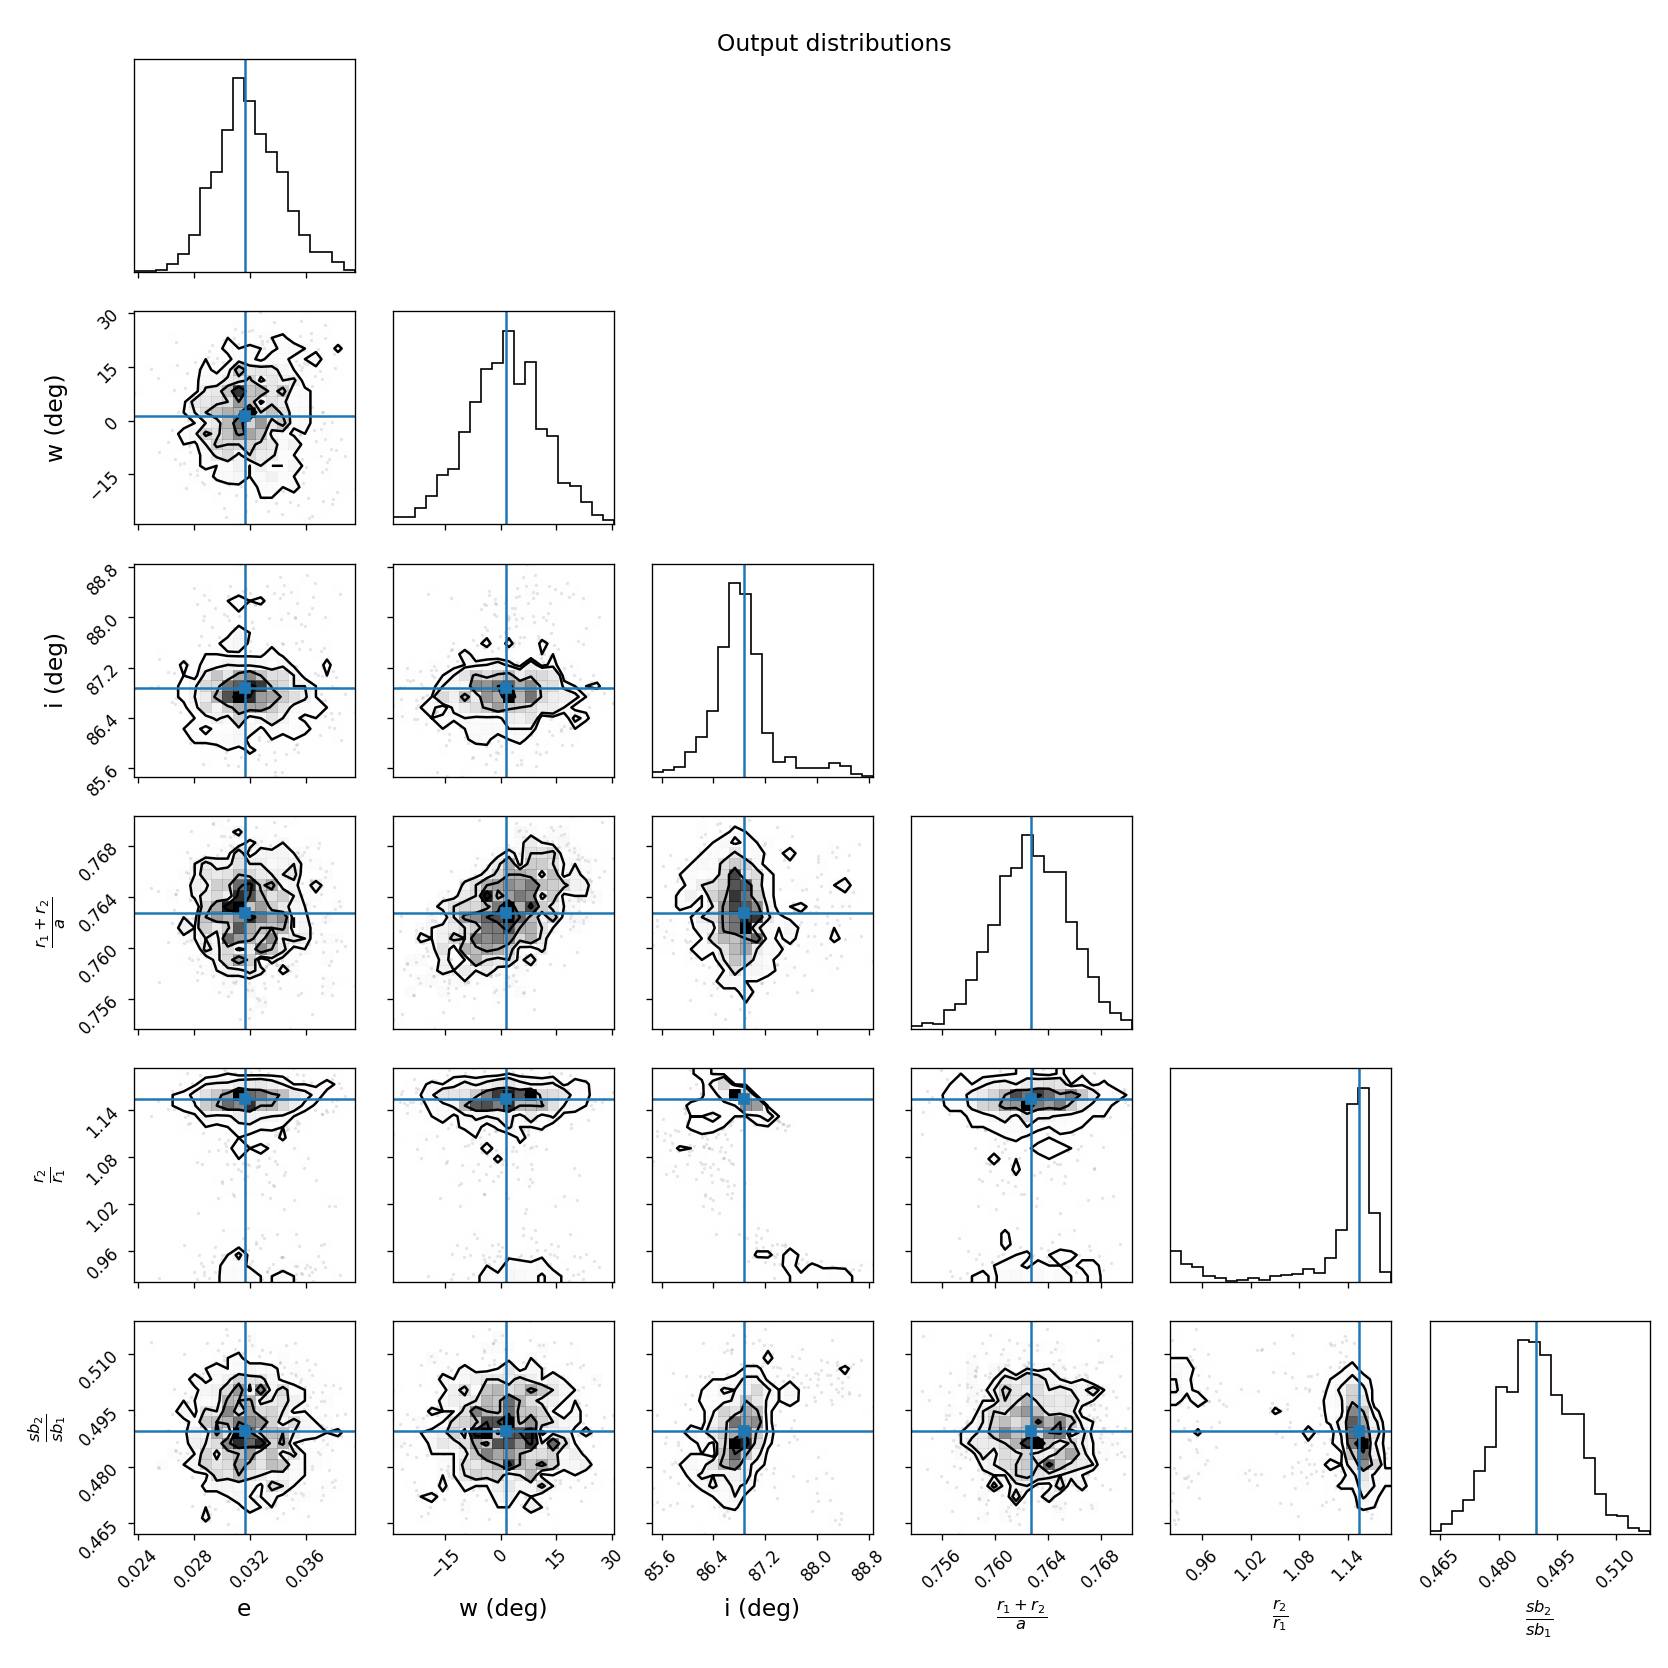 Output distributions
w (deg)
30
15
0
−15
i (deg)
88.8
88.0
87.2
86.4
85.6
r₁ + r₂
a
0.768
0.764
0.760
0.756
r₂
r₁
1.14
1.08
1.02
0.96
sb₂
sb₁
0.510
0.495
0.480
0.465
0.024 0.028 0.032 0.036
−15 0 15 30
85.6 86.4 87.2 88.0 88.8
0.756 0.760 0.764 0.768
0.96 1.02 1.08 1.14
0.465 0.480 0.495 0.510
e
w (deg)
i (deg)
r₁ + r₂
a
r₂
r₁
sb₂
sb₁